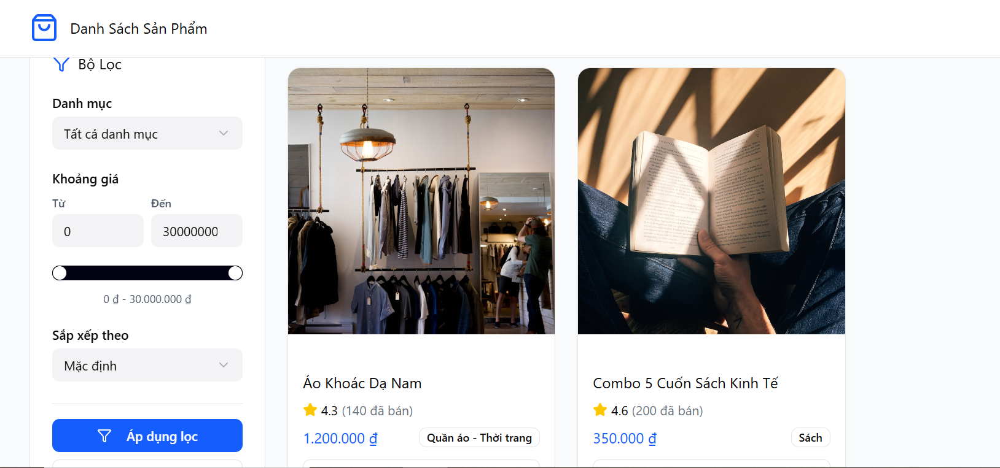 Danh Sách Sản Phẩm
Bộ Lọc
Danh mục
Tất cả danh mục
Khoảng giá
Từ
Đến
0
30000000
0 ₫ - 30.000.000 ₫
Sắp xếp theo
Mặc định
Áp dụng lọc
Áo Khoác Dạ Nam
4.3 (140 đã bán)
1.200.000 ₫
Quần áo - Thời trang
Combo 5 Cuốn Sách Kinh Tế
4.6 (200 đã bán)
350.000 ₫
Sách